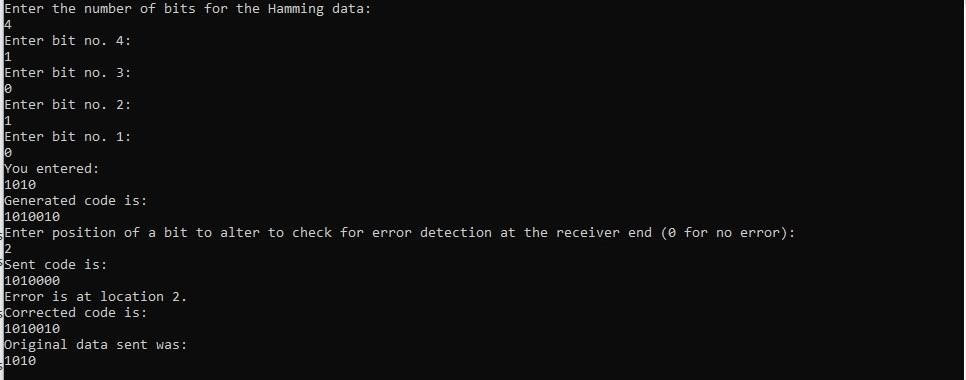 Enter the number of bits for the Hamming data:
4
Enter bit no. 4:
1
Enter bit no. 3:
0
Enter bit no. 2:
1
Enter bit no. 1:
0
You entered:
1010
Generated code is:
1010010
Enter position of a bit to alter to check for error detection at the receiver end (0 for no error):
2
Sent code is:
1010000
Error is at location 2.
Corrected code is:
1010010
Original data sent was:
1010